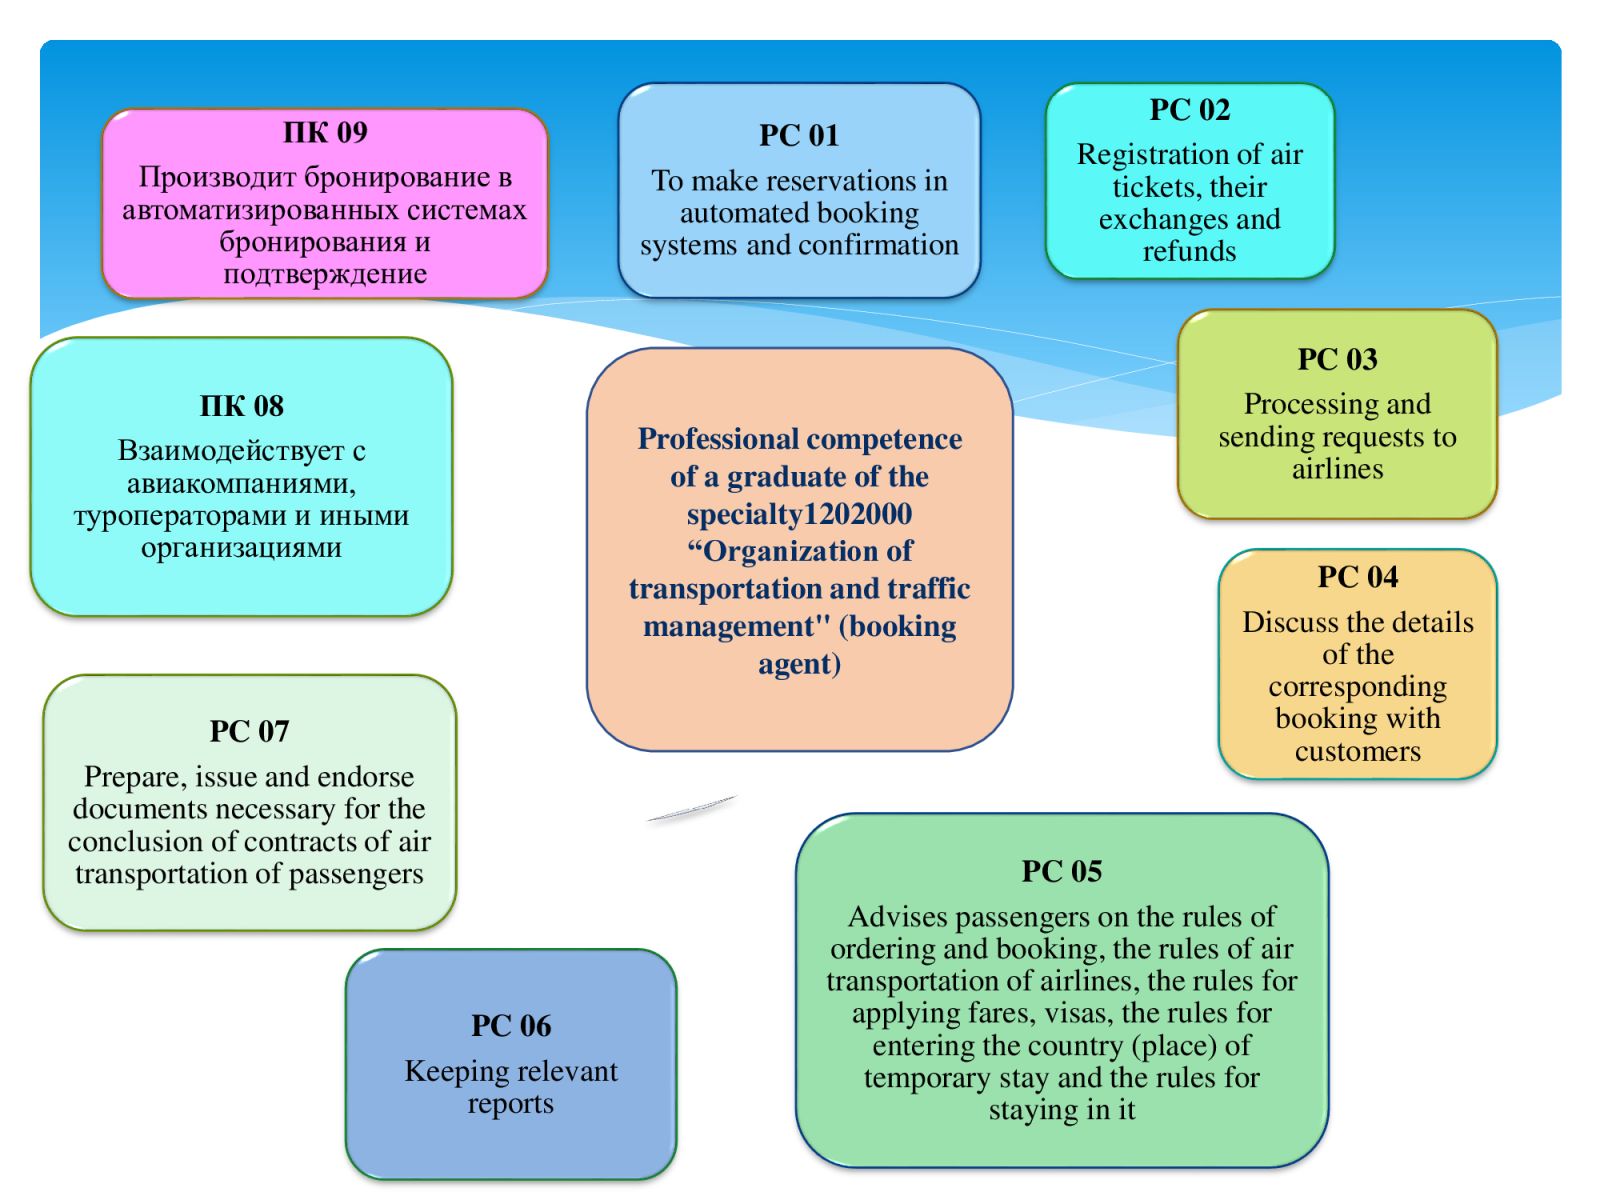 ПК 09
Производит бронирование в
автоматизированных системах
бронирования и
подтверждение
PC 01
To make reservations in
automated booking
systems and confirmation
PC 02
Registration of air
tickets, their
exchanges and
refunds
PC 03
Processing and
sending requests to
airlines
ПК 08
Взаимодействует с
авиакомпаниями,
туроператорами и иными
организациями
Professional competence
of a graduate of the
specialty1202000
“Organization of
transportation and traffic
management" (booking
agent)
PC 04
Discuss the details
of the
corresponding
booking with
customers
PC 07
Prepare, issue and endorse
documents necessary for the
conclusion of contracts of air
transportation of passengers
PC 05
Advises passengers on the rules of
ordering and booking, the rules of air
transportation of airlines, the rules for
applying fares, visas, the rules for
entering the country (place) of
temporary stay and the rules for
staying in it
PC 06
Keeping relevant
reports